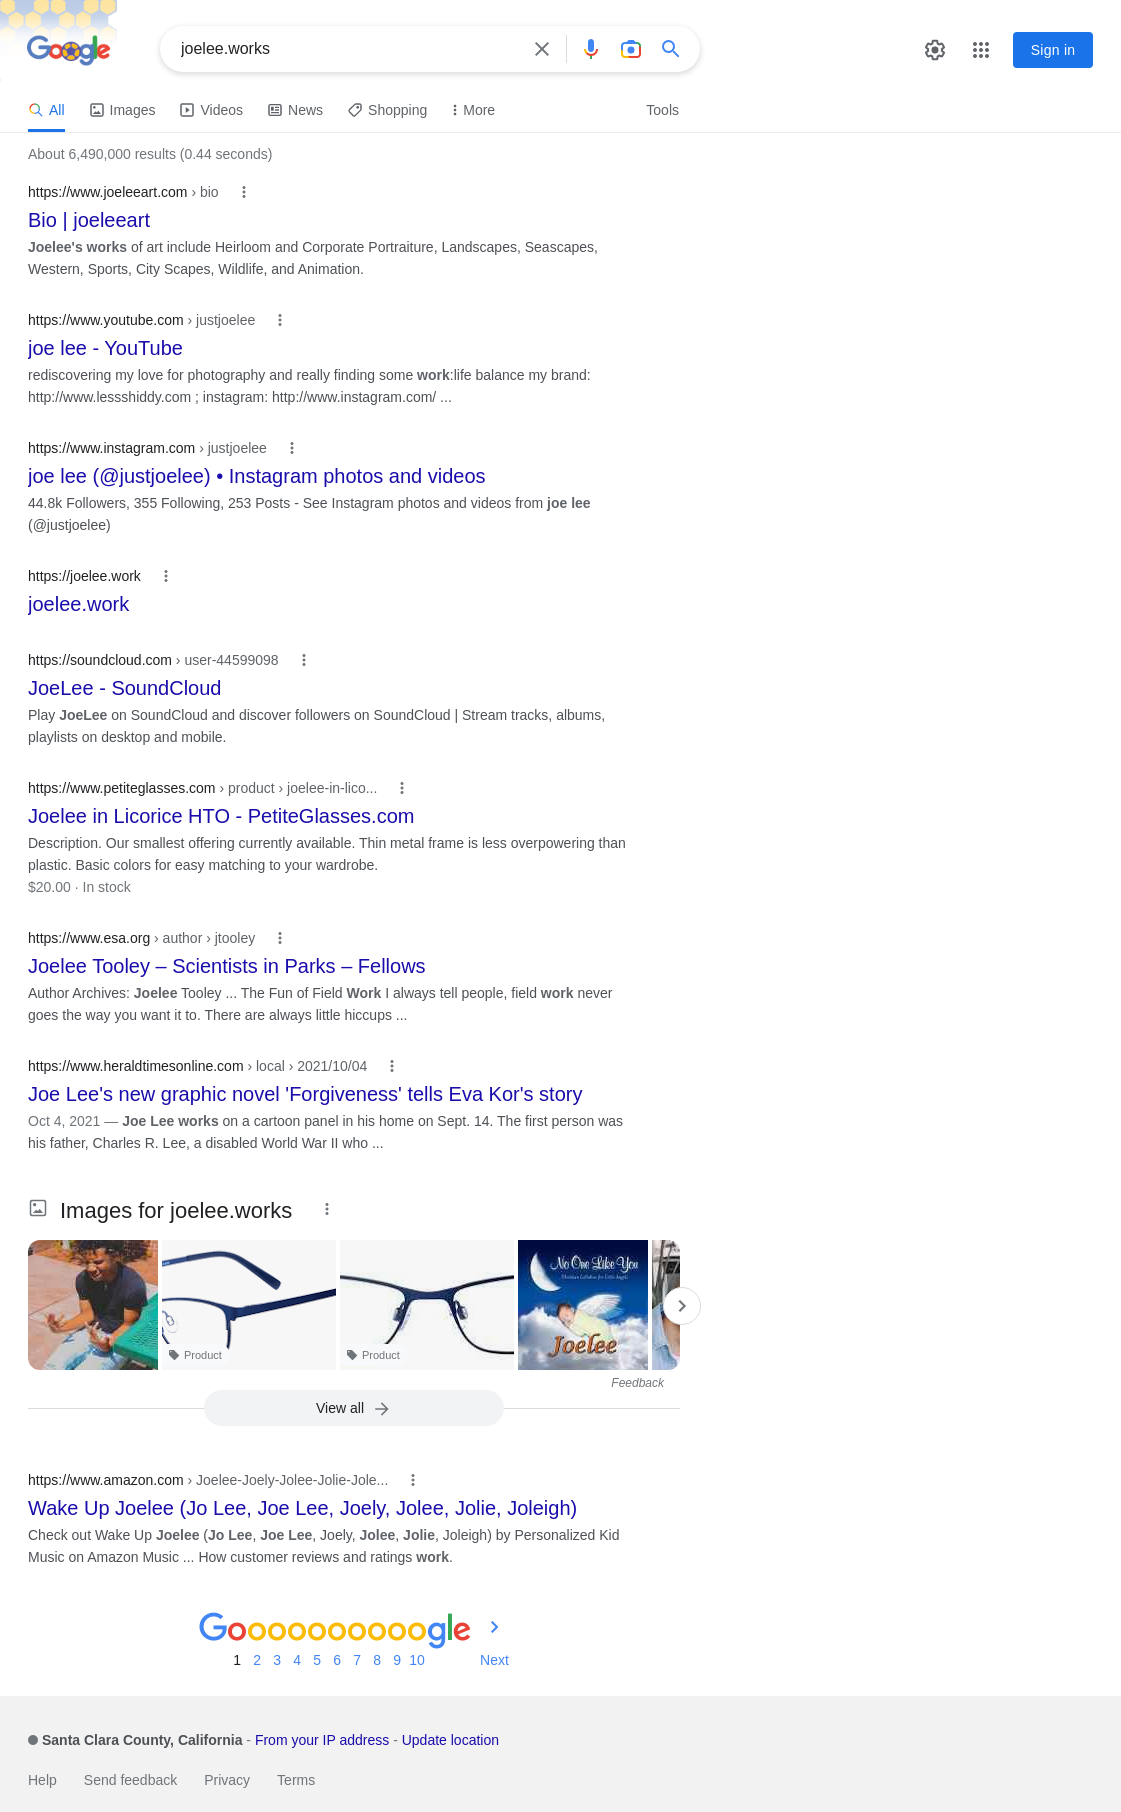 Google
joelee.works
Sign in
All
Images
Videos
News
Shopping
More
Tools
About 6,490,000 results (0.44 seconds)
https://www.joeleeart.com › bio
Bio | joeleeart
Joelee's works of art include Heirloom and Corporate Portraiture, Landscapes, Seascapes,
Western, Sports, City Scapes, Wildlife, and Animation.
https://www.youtube.com › justjoelee
joe lee - YouTube
rediscovering my love for photography and really finding some work:life balance my brand:
http://www.lessshiddy.com ; instagram: http://www.instagram.com/ ...
https://www.instagram.com › justjoelee
joe lee (@justjoelee) • Instagram photos and videos
44.8k Followers, 355 Following, 253 Posts - See Instagram photos and videos from joe lee
(@justjoelee)
https://joelee.work
joelee.work
https://soundcloud.com › user-44599098
JoeLee - SoundCloud
Play JoeLee on SoundCloud and discover followers on SoundCloud | Stream tracks, albums,
playlists on desktop and mobile.
https://www.petiteglasses.com › product › joelee-in-lico...
Joelee in Licorice HTO - PetiteGlasses.com
Description. Our smallest offering currently available. Thin metal frame is less overpowering than
plastic. Basic colors for easy matching to your wardrobe.
$20.00 · In stock
https://www.esa.org › author › jtooley
Joelee Tooley – Scientists in Parks – Fellows
Author Archives: Joelee Tooley ... The Fun of Field Work I always tell people, field work never
goes the way you want it to. There are always little hiccups ...
https://www.heraldtimesonline.com › local › 2021/10/04
Joe Lee's new graphic novel 'Forgiveness' tells Eva Kor's story
Oct 4, 2021 — Joe Lee works on a cartoon panel in his home on Sept. 14. The first person was
his father, Charles R. Lee, a disabled World War II who ...
Images for joelee.works
Product
Product
No One Like You
Joelee
Feedback
View all
https://www.amazon.com › Joelee-Joely-Jolee-Jolie-Jole...
Wake Up Joelee (Jo Lee, Joe Lee, Joely, Jolee, Jolie, Joleigh)
Check out Wake Up Joelee (Jo Lee, Joe Lee, Joely, Jolee, Jolie, Joleigh) by Personalized Kid
Music on Amazon Music ... How customer reviews and ratings work.
Goooooooooogle
1 2 3 4 5 6 7 8 9 10 Next
Santa Clara County, California - From your IP address - Update location
Help Send feedback Privacy Terms